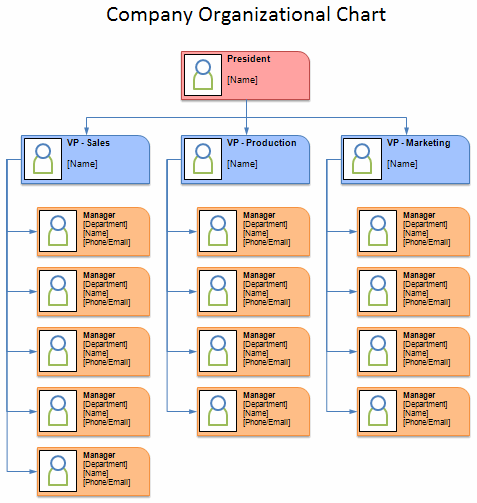 Company Organizational Chart
President
[Name]
VP - Sales
[Name]
VP - Production
[Name]
VP - Marketing
[Name]
Manager
[Department]
[Name]
[Phone/Email]
Manager
[Department]
[Name]
[Phone/Email]
Manager
[Department]
[Name]
[Phone/Email]
Manager
[Department]
[Name]
[Phone/Email]
Manager
[Department]
[Name]
[Phone/Email]
Manager
[Department]
[Name]
[Phone/Email]
Manager
[Department]
[Name]
[Phone/Email]
Manager
[Department]
[Name]
[Phone/Email]
Manager
[Department]
[Name]
[Phone/Email]
Manager
[Department]
[Name]
[Phone/Email]
Manager
[Department]
[Name]
[Phone/Email]
Manager
[Department]
[Name]
[Phone/Email]
Manager
[Department]
[Name]
[Phone/Email]